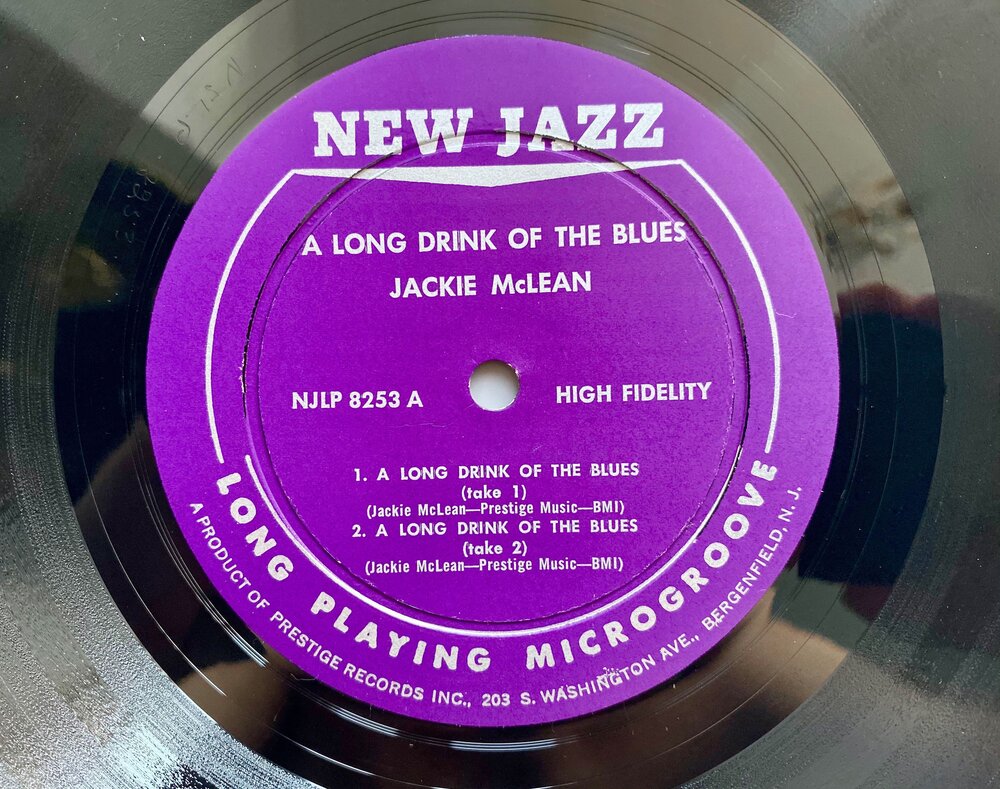 NEW JAZZ
A LONG DRINK OF THE BLUES
JACKIE McLEAN
NJLP 8253 A
HIGH FIDELITY
1. A LONG DRINK OF THE BLUES
(take 1)
(Jackie McLean—Prestige Music—BMI)
2. A LONG DRINK OF THE BLUES
(take 2)
(Jackie McLean—Prestige Music—BMI)
LONG PLAYING MICROGROOVE
A PRODUCT OF PRESTIGE RECORDS INC., 203 S. WASHINGTON AVE., BERGENFIELD, N. J.